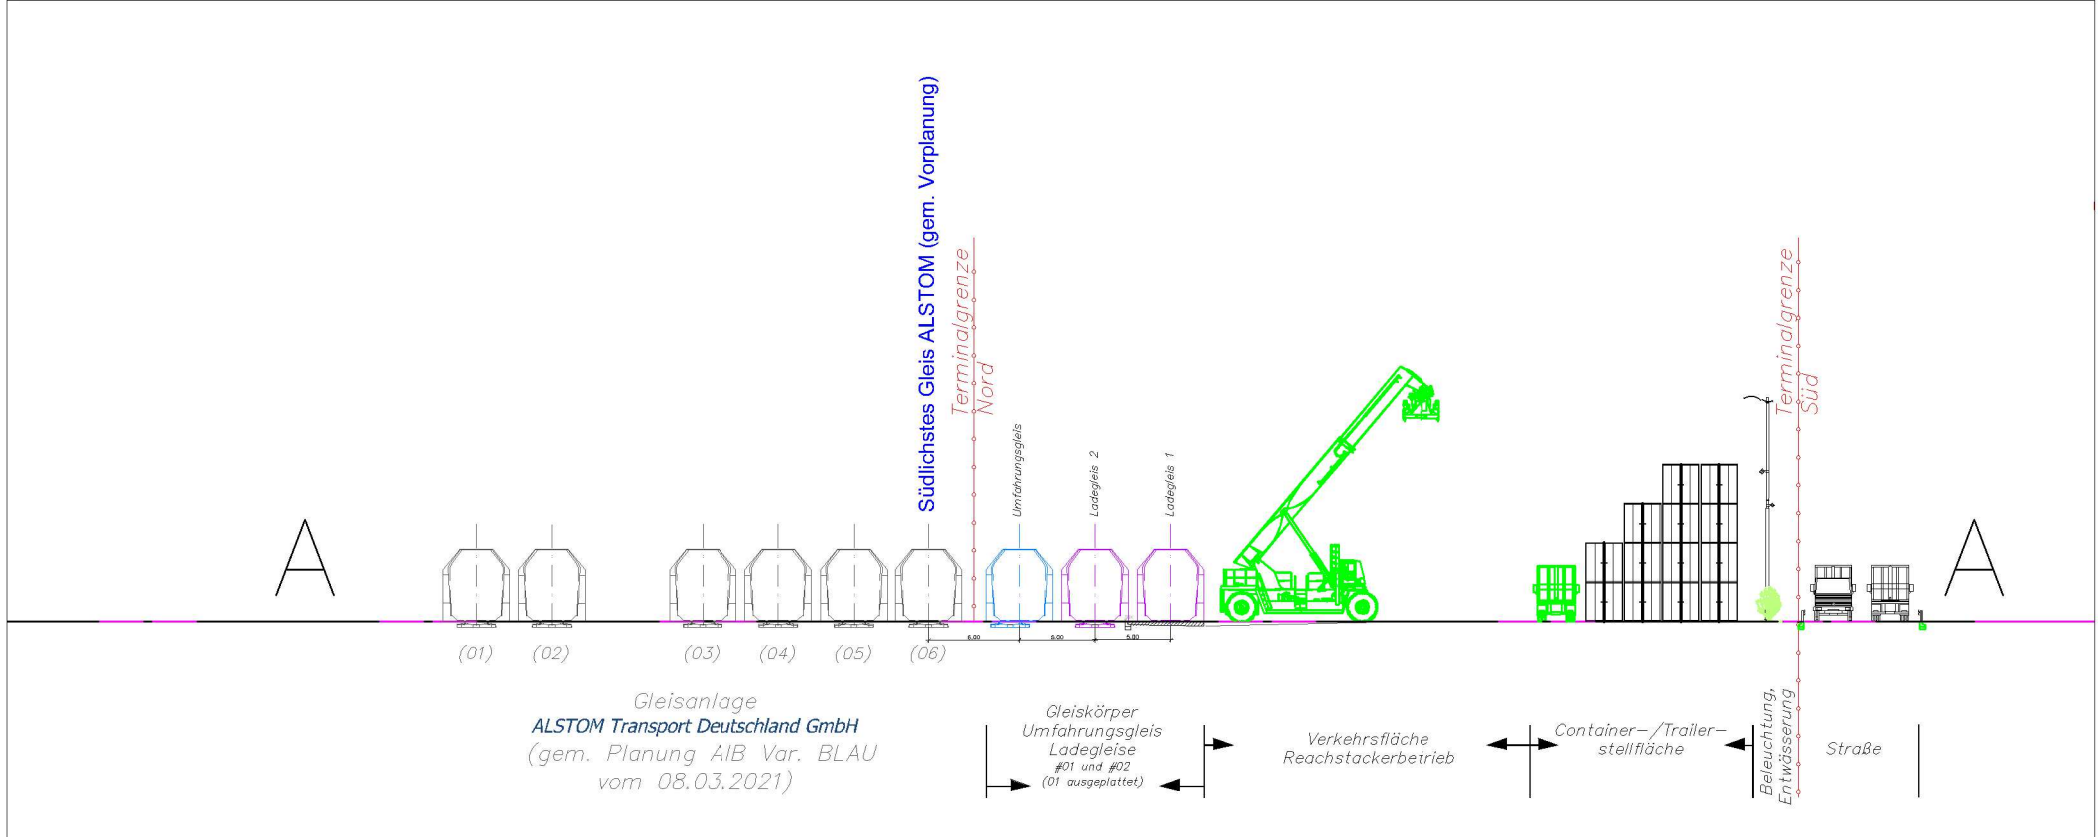 Südlichstes Gleis ALSTOM (gem. Vorplanung)
Terminalgrenze
Nord
Umfahrungsgleis
Ladegleis 2
Ladegleis 1
Terminalgrenze
Süd
A
A
6.00
5.00
5.00
(01)
(02)
(03)
(04)
(05)
(06)
Gleisanlage
ALSTOM Transport Deutschland GmbH
(gem. Planung AIB Var. BLAU
vom 08.03.2021)
Gleiskörper
Umfahrungsgleis
Ladegleise
#01 und #02
(01 ausgeplattet)
Verkehrsfläche
Reachstackerbetrieb
Container-/Trailer-
stellfläche
Beleuchtung,
Entwässerung
Straße